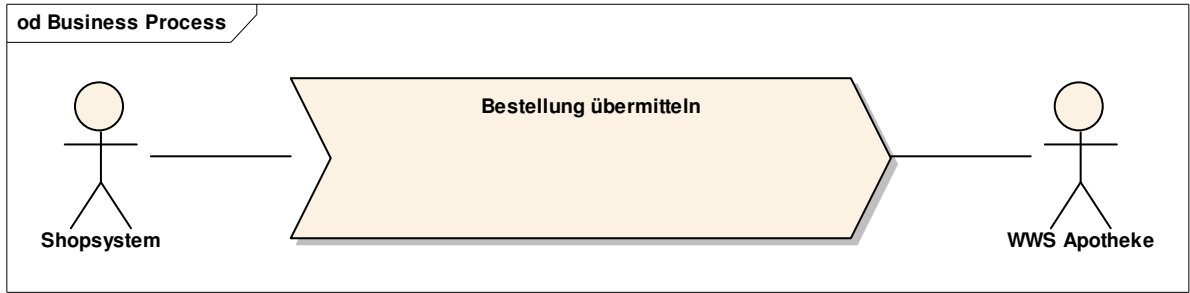 od Business Process
Bestellung übermitteln
Shopsystem
WWS Apotheke